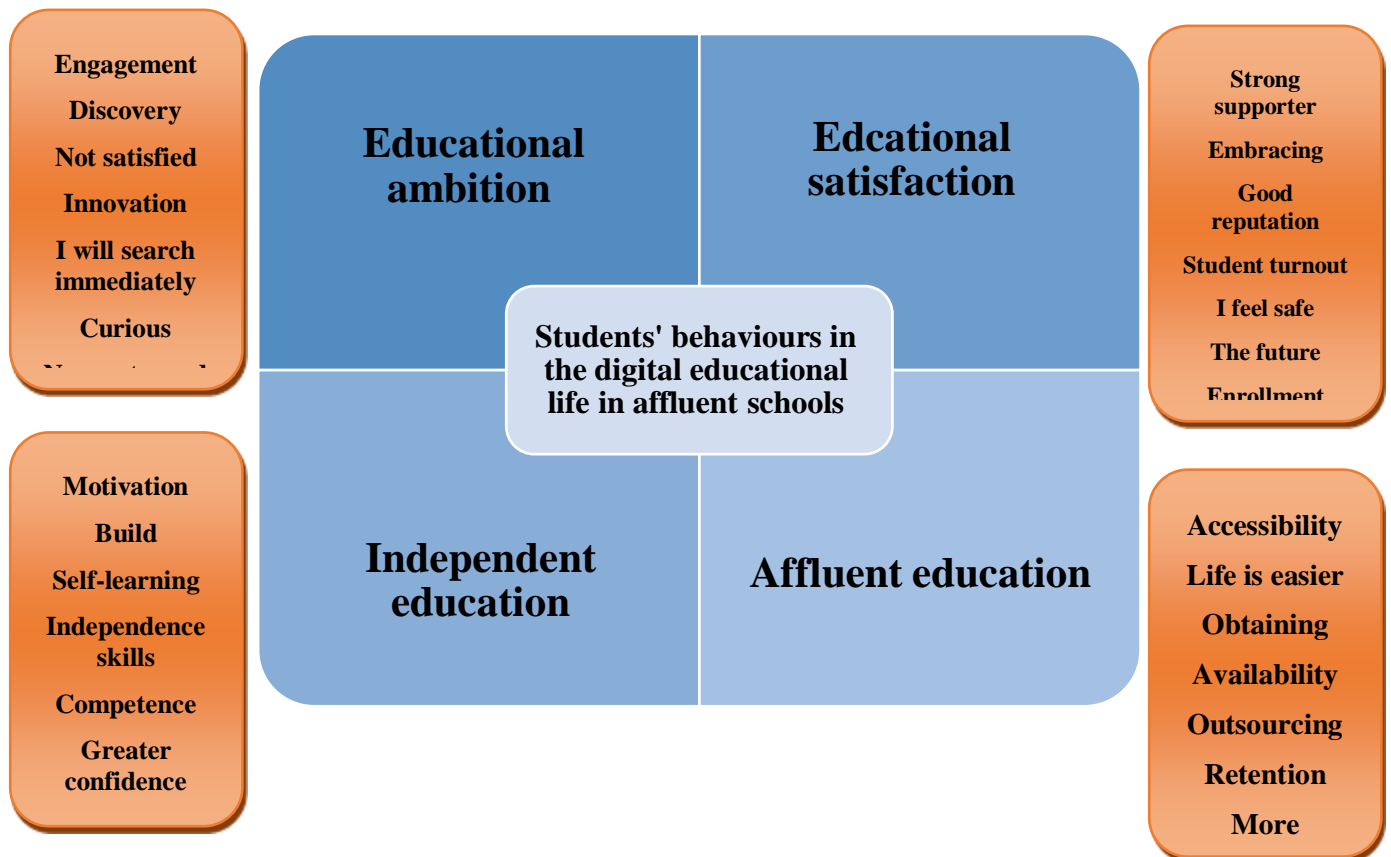 Engagement
Discovery
Not satisfied
Innovation
I will search
immediately
Curious
Educational
ambition
Edcational
satisfaction
Strong
supporter
Embracing
Good
reputation
Student turnout
I feel safe
The future
Enrollment
Students' behaviours in
the digital educational
life in affluent schools
Motivation
Build
Self-learning
Independence
skills
Competence
Greater
confidence
Independent
education
Affluent education
Accessibility
Life is easier
Obtaining
Availability
Outsourcing
Retention
More